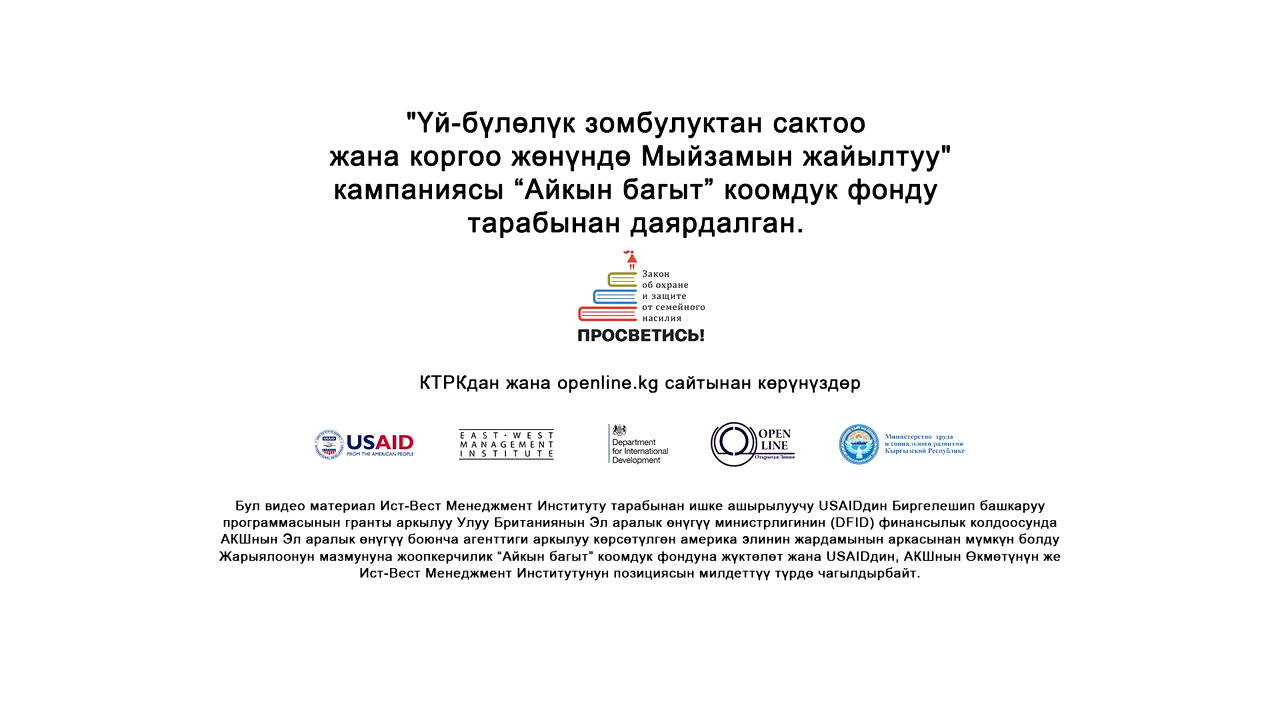 "Үй-бүлөлүк зомбулуктан сактоо
жана коргоо жөнүндө Мыйзамын жайылтуу"
кампаниясы “Айкын багыт” коомдук фонду
тарабынан даярдалган.
Закон
об охране
и защите
от семейного
насилия
ПРОСВЕТИСЬ!
КТРКдан жана openline.kg сайтынан көрүнүздөр
USAID
FROM THE AMERICAN PEOPLE
EAST-WEST
MANAGEMENT
INSTITUTE
Department
for International
Development
OPEN
LINE
Открытая Линия
Министерство труда
и социального развития
Кыргызской Республике
Бул видео материал Ист-Вест Менеджмент Институту тарабынан ишке ашырылуучу USAIDдин Биргелешип башкаруу
программасынын гранты аркылуу Улуу Британиянын Эл аралык өнүгүү министрлигинин (DFID) финансылык колдоосунда
АКШнын Эл аралык өнүгүү боюнча агенттиги аркылуу көрсөтүлгөн америка элинин жардамынын аркасынан мүмкүн болду
Жарыялоонун мазмунуна жоопкерчилик “Айкын багыт” коомдук фондуна жүктөлөт жана USAIDдин, АКШнын Өкмөтүнүн же
Ист-Вест Менеджмент Институтунун позициясын милдеттүү түрдө чагылдырбайт.